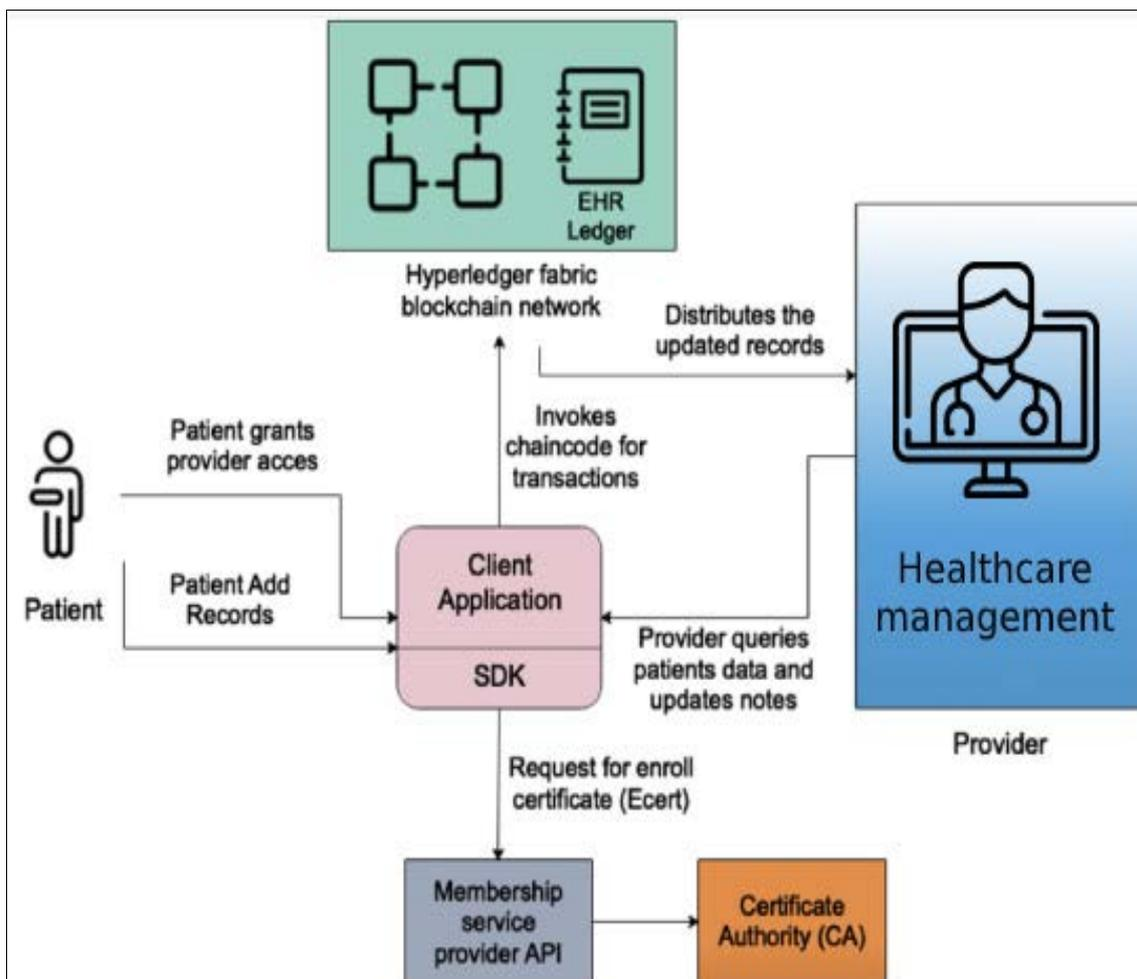 EHR
Ledger
Hyperledger fabric
blockchain network
Distributes the
updated records
Patient grants
provider acces
Invokes
chaincode for
transactions
Patient
Patient Add
Records
Client
Application
SDK
Healthcare
management
Provider queries
patients data and
updates notes
Provider
Request for enroll
certificate (Ecert)
Membership
service
provider API
Certificate
Authority (CA)